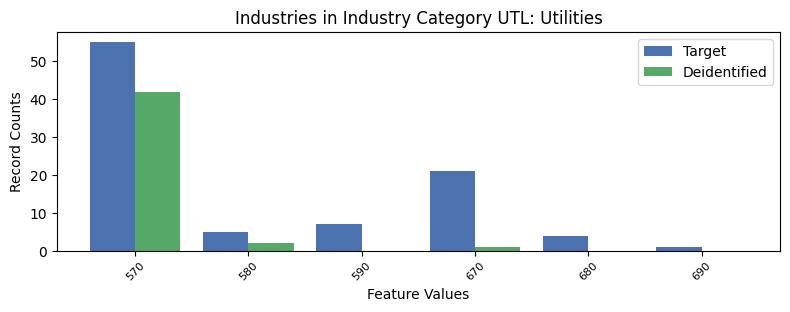 Industries in Industry Category UTL: Utilities
Target
Deidentified
Record Counts
50
40
30
20
10
0
570
580
590
670
680
690
Feature Values